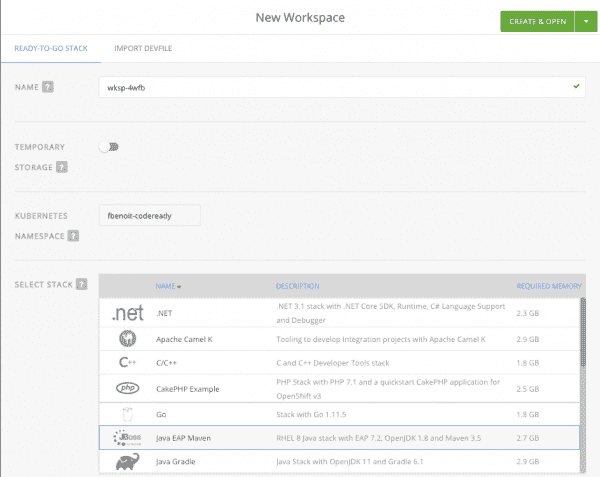 New Workspace
CREATE & OPEN
READY-TO-GO STACK IMPORT DEVFILE
NAME ? wksp-4wfb
TEMPORARY
STORAGE ?
KUBERNETES fbenoit-codeready
NAMESPACE ?
SELECT STACK ? NAME DESCRIPTION REQUIRED MEMORY
.net .NET .NET 3.1 stack with .NET Core SDK, Runtime, C# Language Support
and Debugger 2.3 GB
Apache Camel K Tooling to develop Integration projects with Apache Camel K 2.9 GB
C++ C/C++ C and C++ Developer Tools stack 1.8 GB
php CakePHP Example PHP Stack with PHP 7.1 and a quickstart CakePHP application for
OpenShift v3 2.5 GB
Go Stack with Go 1.11.5 1.8 GB
JBoss Java EAP Maven RHEL 8 Java stack with EAP 7.2, OpenJDK 1.8 and Maven 3.5 2.7 GB
Java Gradle Java Stack with OpenJDK 11 and Gradle 6.1 2.9 GB